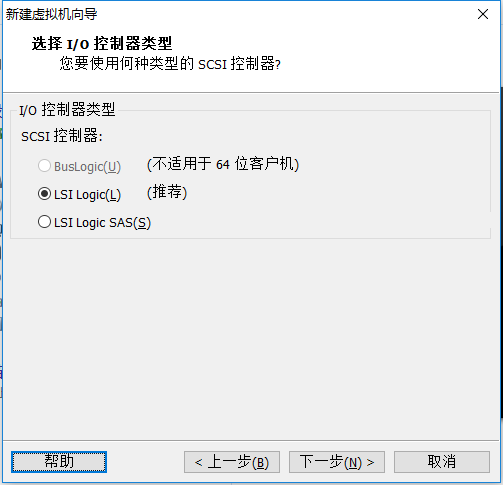 新建虚拟机向导
选择 I/O 控制器类型
您要使用何种类型的 SCSI 控制器?
I/O 控制器类型
SCSI 控制器:
BusLogic(U) (不适用于 64 位客户机)
LSI Logic(L) (推荐)
LSI Logic SAS(S)
帮助 < 上一步(B) 下一步(N) > 取消